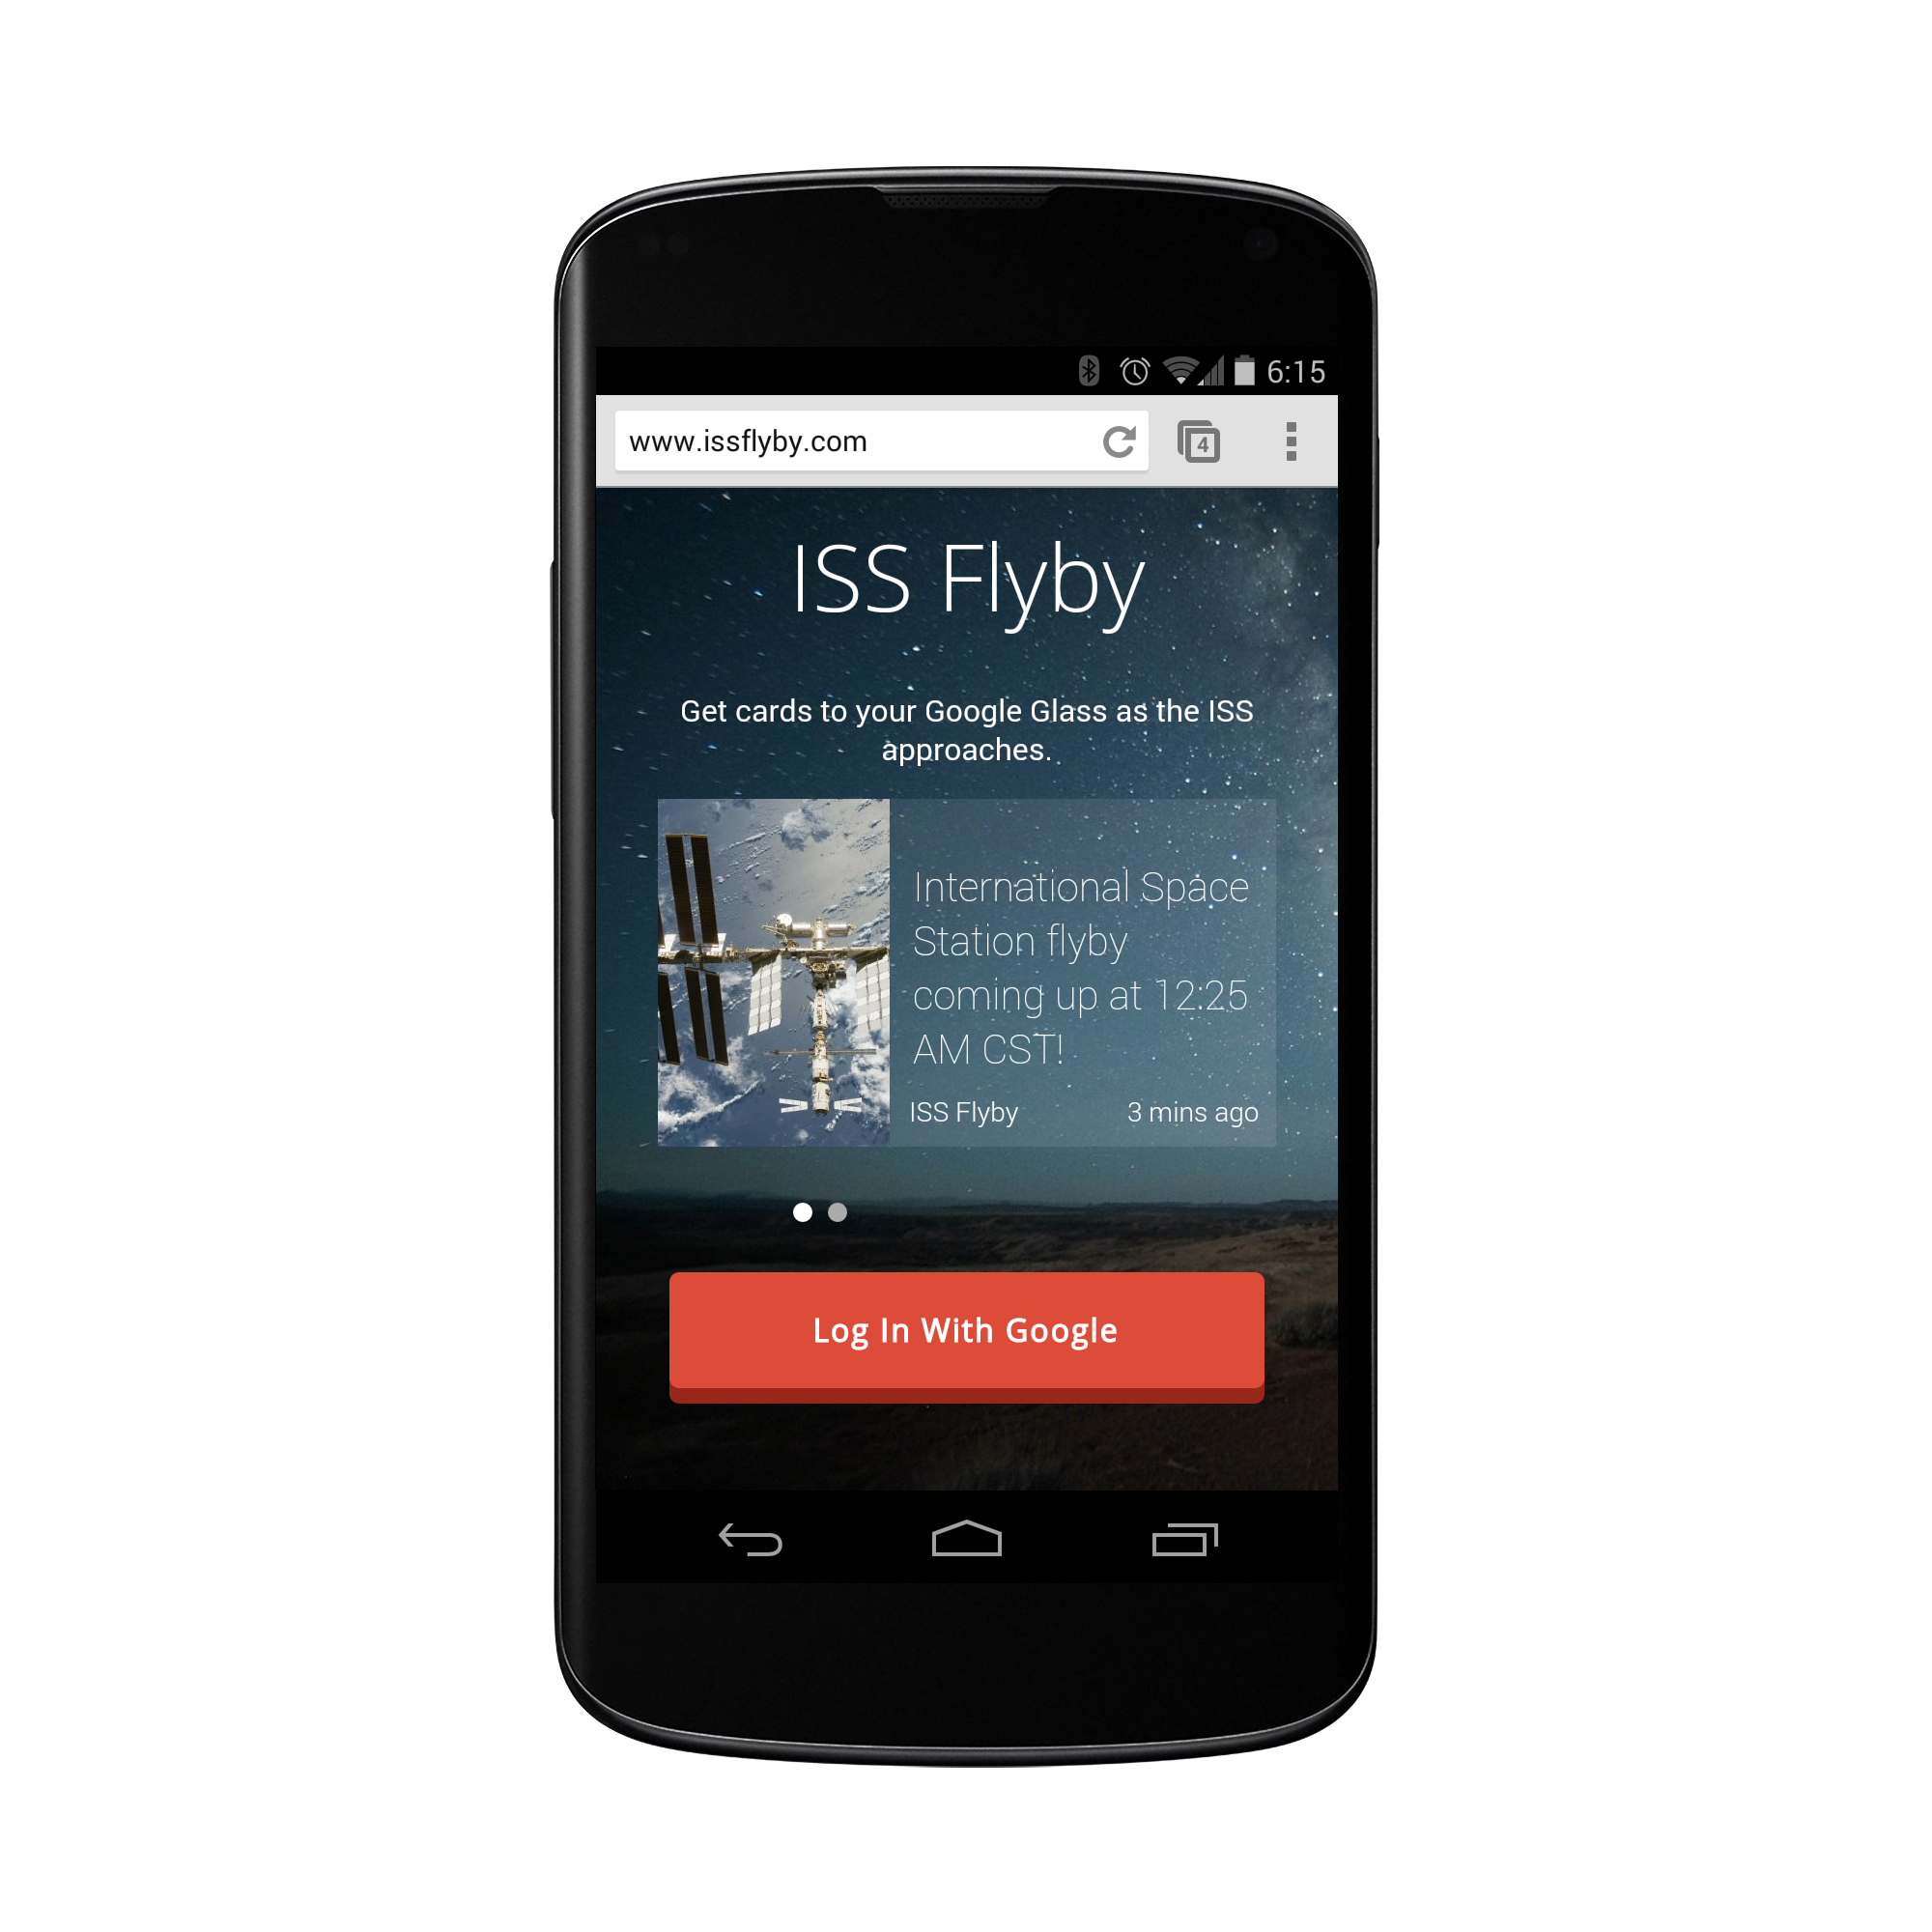 6:15
www.issflyby.com
4
ISS Flyby
Get cards to your Google Glass as the ISS
approaches.
International Space
Station flyby
coming up at 12:25
AM CST!
ISS Flyby 3 mins ago
Log In With Google